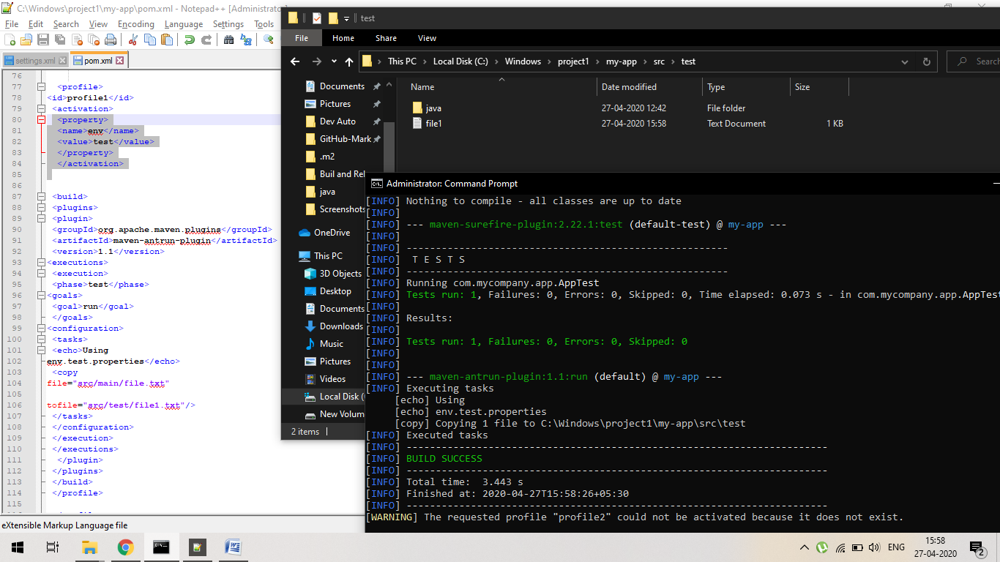 C:\Windows\project1\my-app\pom.xml - Notepad++ [Administrator]
File Edit Search View Encoding Language Settings Tools
settings.xml pom.xml
76
77 <profile>
78 <id>profile1</id>
79 <activation>
80 <property>
81 <name>env</name>
82 <value>test</value>
83 </property>
84 </activation>
85
86
87 <build>
88 <plugins>
89 <plugin>
90 <groupId>org.apache.maven.plugins</groupId>
91 <artifactId>maven-antrun-plugin</artifactId>
92 <version>1.1</version>
93 <executions>
94 <execution>
95 <phase>test</phase>
96 <goals>
97 <goal>run</goal>
98 </goals>
99 <configuration>
100 <tasks>
101 <echo>Using
102 env.test.properties</echo>
103 <copy
104 file="src/main/file.txt"
105
106 tofile="src/test/file1.txt"/>
107 </tasks>
108 </configuration>
109 </execution>
110 </executions>
111 </plugin>
112 </plugins>
113 </build>
114 </profile>
115
eXtensible Markup Language file
test
File Home Share View
This PC Local Disk (C:) Windows project1 my-app src test
Search
Documents
Pictures
Dev Auto
GitHub-Mark
.m2
Buil and Rel
java
Screenshots
OneDrive
This PC
3D Objects
Desktop
Documents
Downloads
Music
Pictures
Videos
Local Disk (
New Volum
2 items
Name Date modified Type Size
java 27-04-2020 12:42 File folder
file1 27-04-2020 15:58 Text Document 1 KB
Administrator: Command Prompt
[INFO] Nothing to compile - all classes are up to date
[INFO]
[INFO] --- maven-surefire-plugin:2.22.1:test (default-test) @ my-app ---
[INFO]
[INFO] -------------------------------------------------------
[INFO]  T E S T S
[INFO] -------------------------------------------------------
[INFO] Running com.mycompany.app.AppTest
[INFO] Tests run: 1, Failures: 0, Errors: 0, Skipped: 0, Time elapsed: 0.073 s - in com.mycompany.app.AppTest
[INFO]
[INFO] Results:
[INFO]
[INFO] Tests run: 1, Failures: 0, Errors: 0, Skipped: 0
[INFO]
[INFO]
[INFO] --- maven-antrun-plugin:1.1:run (default) @ my-app ---
[INFO] Executing tasks
[echo] Using
[echo] env.test.properties
[copy] Copying 1 file to C:\Windows\project1\my-app\src\test
[INFO] Executed tasks
[INFO] ------------------------------------------------------------------------
[INFO] BUILD SUCCESS
[INFO] ------------------------------------------------------------------------
[INFO] Total time:  3.443 s
[INFO] Finished at: 2020-04-27T15:58:26+05:30
[INFO] ------------------------------------------------------------------------
[WARNING] The requested profile "profile2" could not be activated because it does not exist.
ENG
15:58
27-04-2020
2